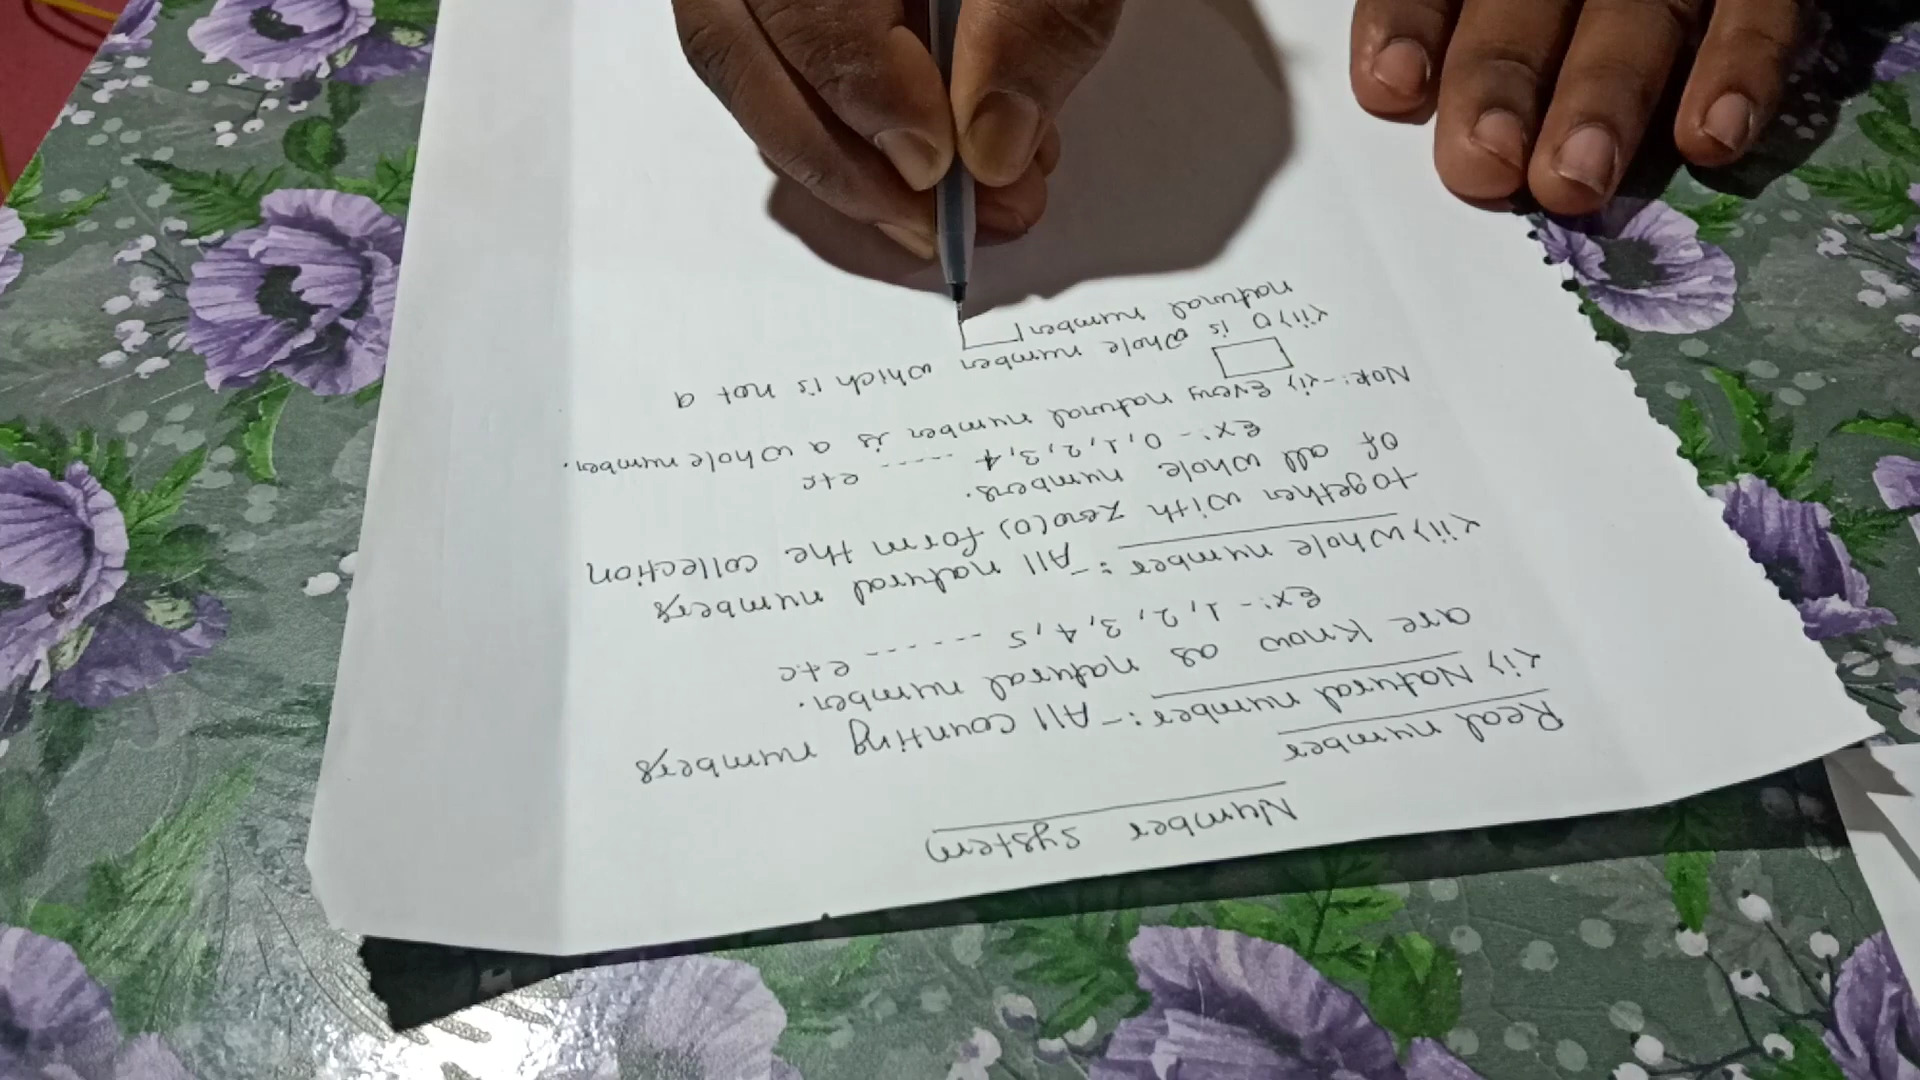 Number System
Real number
<i> Natural number:- All counting numbers
are know as natural number.
Ex:- 1, 2, 3, 4, 5 ------- etc
<ii> Whole number:- All natural numbers
together with zero(0) form the collection
of all whole numbers.
Ex:- 0, 1, 2, 3, 4 ----- etc
Note:- <i> Every natural number is a whole number.
<ii> 0 is whole number which is not a
natural number